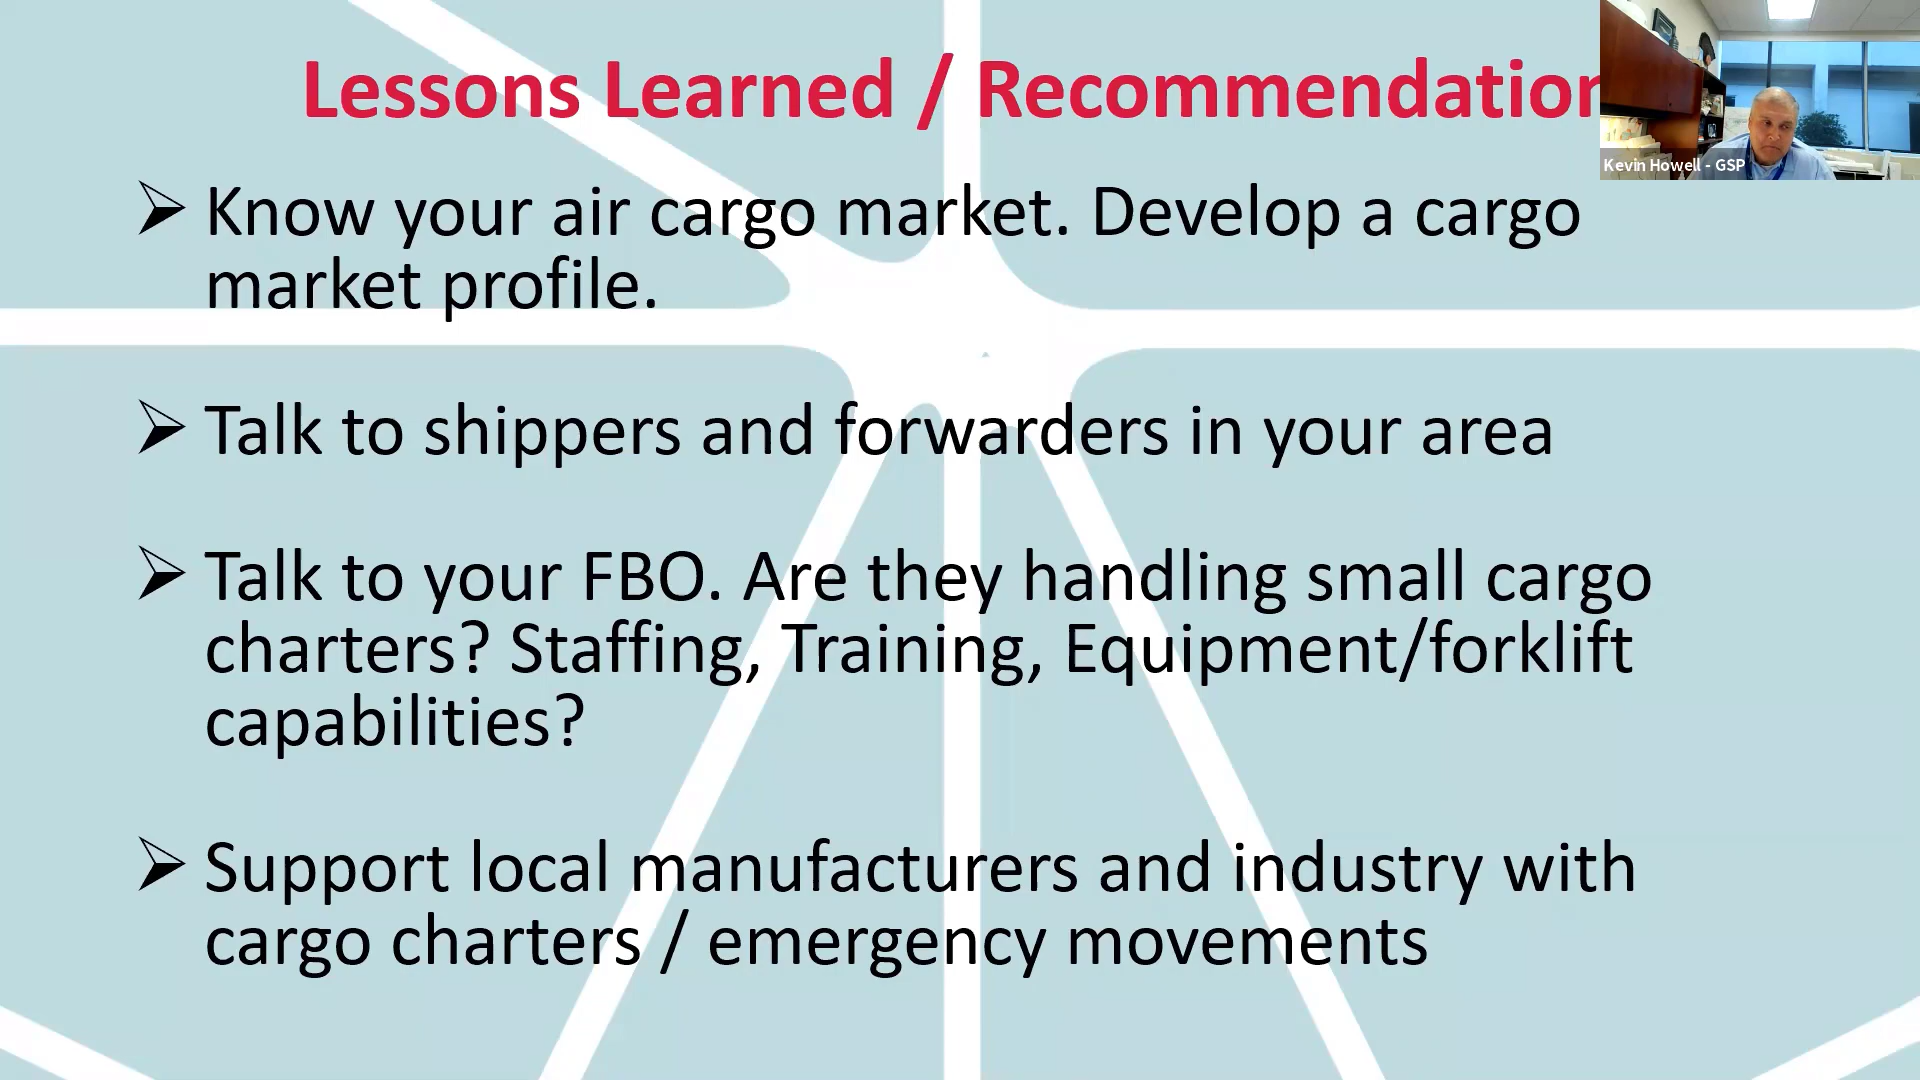 Lessons Learned / Recommendation
Kevin Howell - GSP
➢ Know your air cargo market. Develop a cargo
market profile.
➢ Talk to shippers and forwarders in your area
➢ Talk to your FBO. Are they handling small cargo
charters? Staffing, Training, Equipment/forklift
capabilities?
➢ Support local manufacturers and industry with
cargo charters / emergency movements